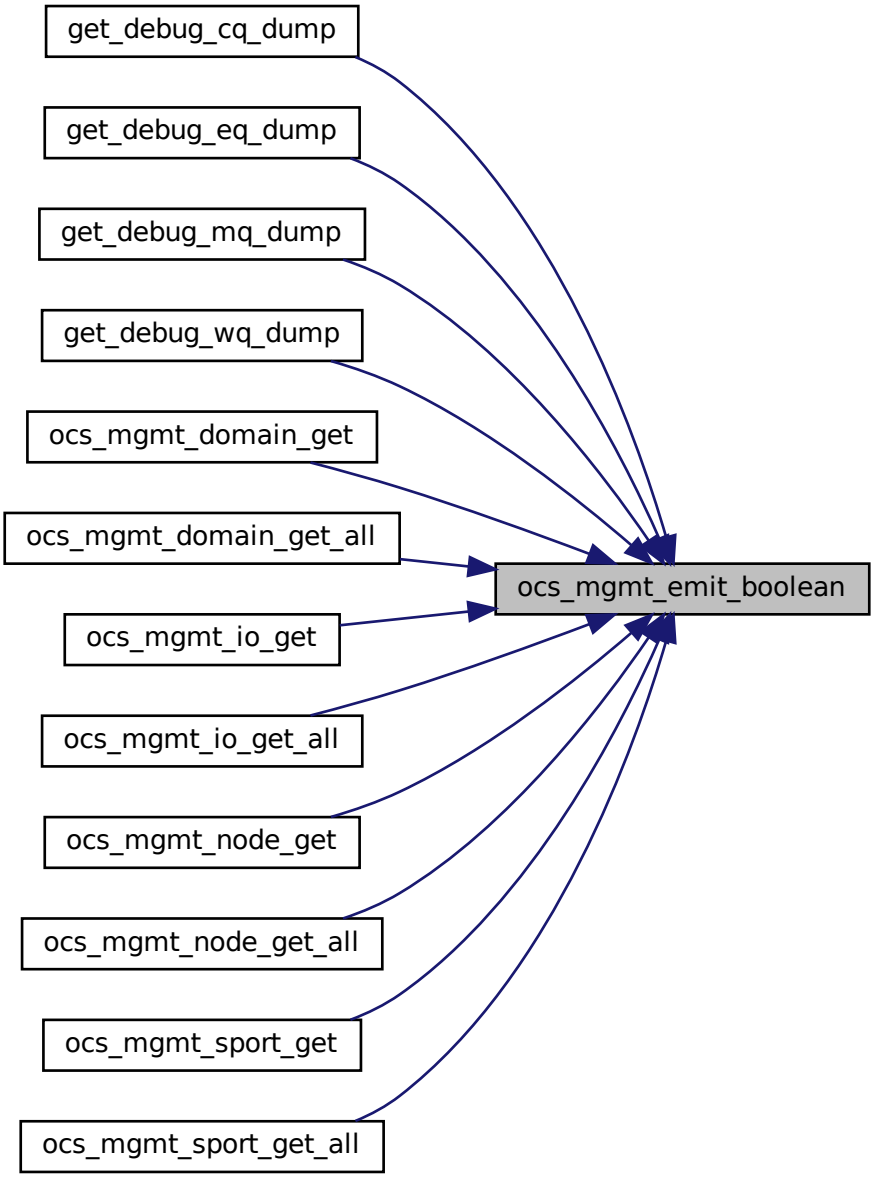 get_debug_cq_dump
get_debug_eq_dump
get_debug_mq_dump
get_debug_wq_dump
ocs_mgmt_domain_get
ocs_mgmt_domain_get_all
ocs_mgmt_emit_boolean
ocs_mgmt_io_get
ocs_mgmt_io_get_all
ocs_mgmt_node_get
ocs_mgmt_node_get_all
ocs_mgmt_sport_get
ocs_mgmt_sport_get_all